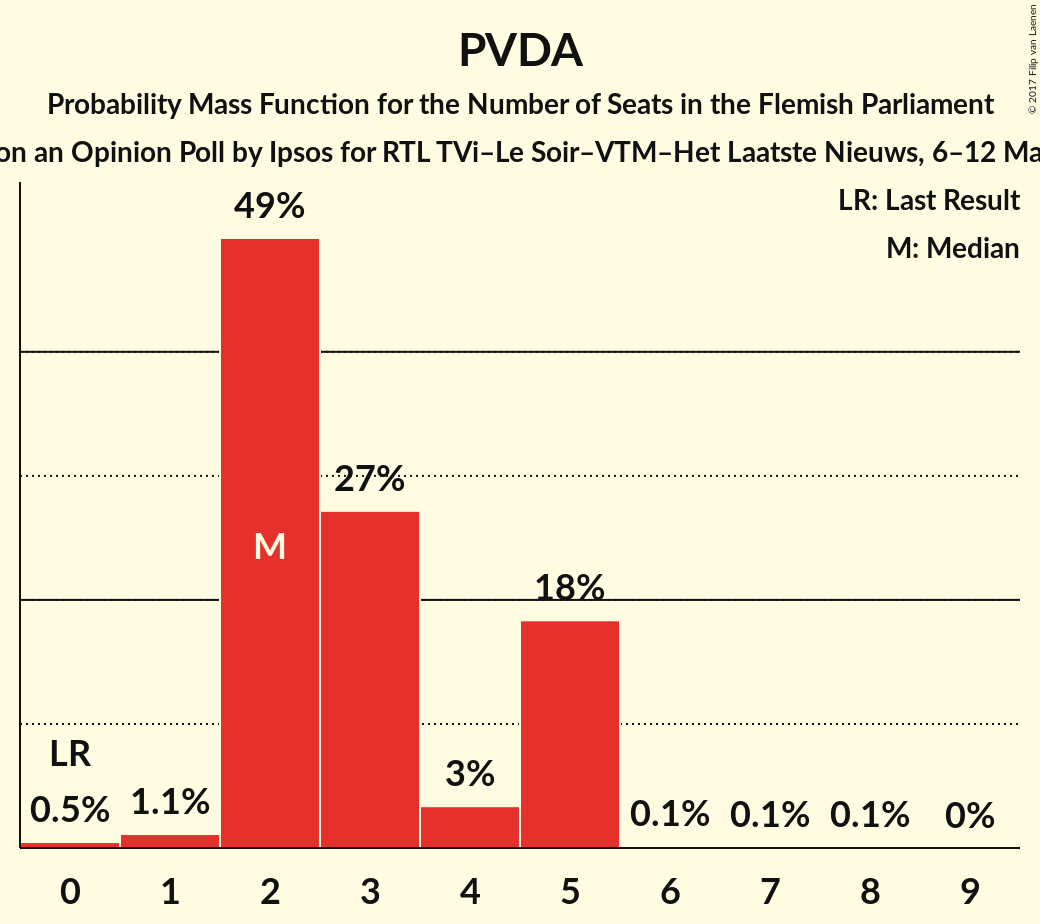 PVDA
Probability Mass Function for the Number of Seats in the Flemish Parliament
on an Opinion Poll by Ipsos for RTL TVi–Le Soir–VTM–Het Laatste Nieuws, 6–12
LR: Last Result
M: Median
49%
27%
M
18%
LR
3%
0.5%
1.1%
0.1%
0.1%
0.1%
0%
0 1 2 3 4 5 6 7 8 9
© 2017 Filip van Laenen